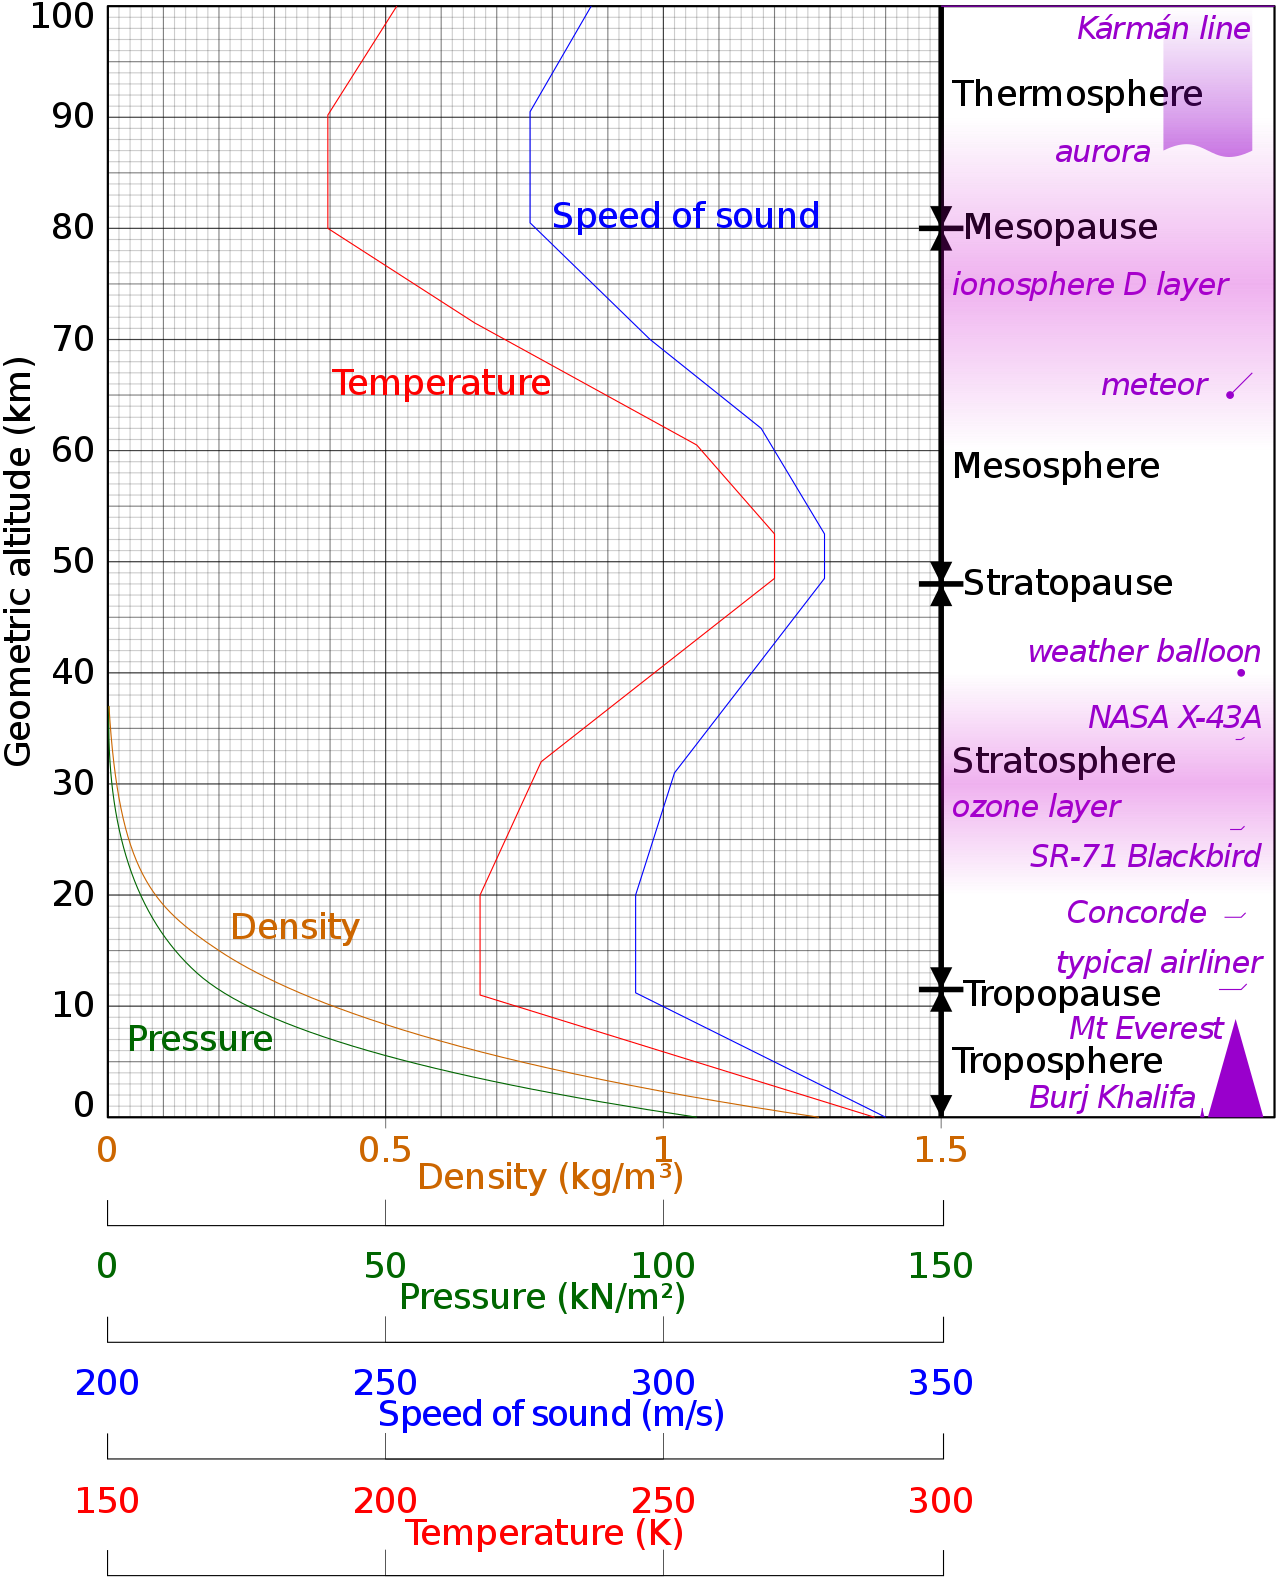 100
Kármán line
Thermosphere
90
aurora
Speed of sound
80
Mesopause
ionosphere D layer
70
Temperature
meteor
Geometric altitude (km)
60
Mesosphere
50
Stratopause
weather balloon
40
NASA X-43A
Stratosphere
30
ozone layer
SR-71 Blackbird
20
Concorde
Density
typical airliner
10
Tropopause
Pressure
Mt Everest
Troposphere
Burj Khalifa
0
0 0.5 1 1.5
Density (kg/m³)
0 50 100 150
Pressure (kN/m²)
200 250 300 350
Speed of sound (m/s)
150 200 250 300
Temperature (K)